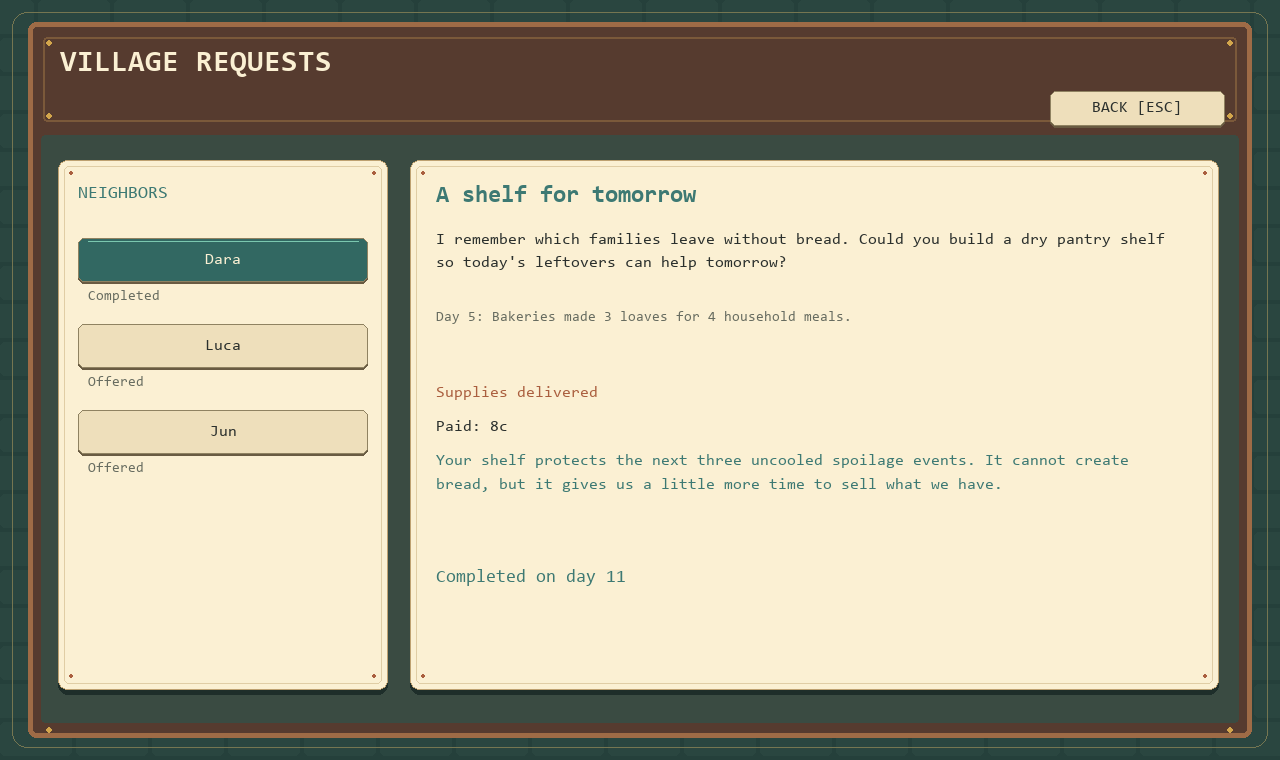 VILLAGE REQUESTS
BACK [ESC]
NEIGHBORS
Dara
Completed
Luca
Offered
Jun
Offered
A shelf for tomorrow
I remember which families leave without bread. Could you build a dry pantry shelf
so today's leftovers can help tomorrow?
Day 5: Bakeries made 3 loaves for 4 household meals.
Supplies delivered
Paid: 8c
Your shelf protects the next three uncooled spoilage events. It cannot create
bread, but it gives us a little more time to sell what we have.
Completed on day 11